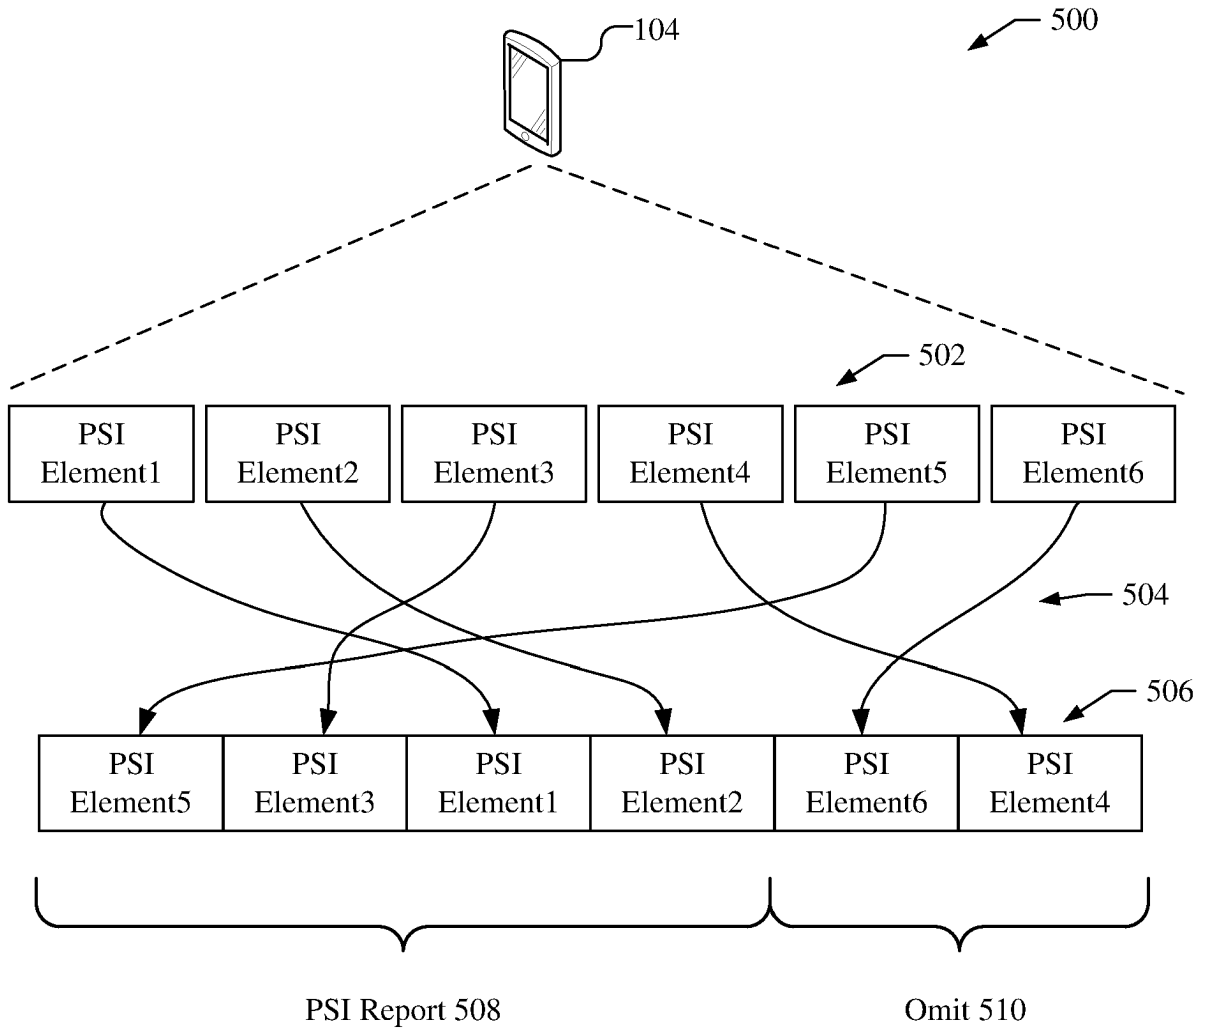 104
500
502
PSI
Element1
PSI
Element2
PSI
Element3
PSI
Element4
PSI
Element5
PSI
Element6
504
506
PSI
Element5
PSI
Element3
PSI
Element1
PSI
Element2
PSI
Element6
PSI
Element4
PSI Report 508
Omit 510